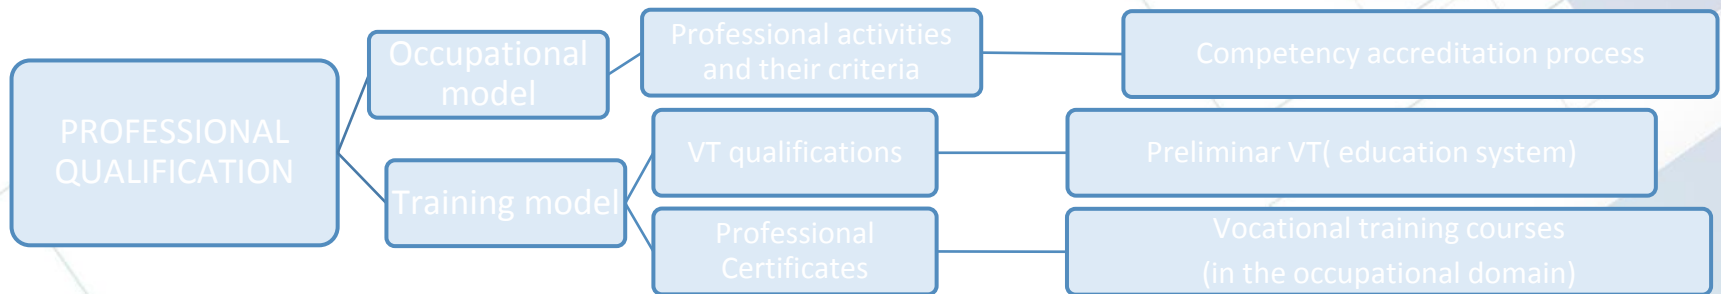 PROFESSIONAL
QUALIFICATION
Occupational
model
Professional activities
and their criteria
Competency accreditation process
Training model
VT qualifications
Preliminar VT( education system)
Professional
Certificates
Vocational training courses
(in the occupational domain)